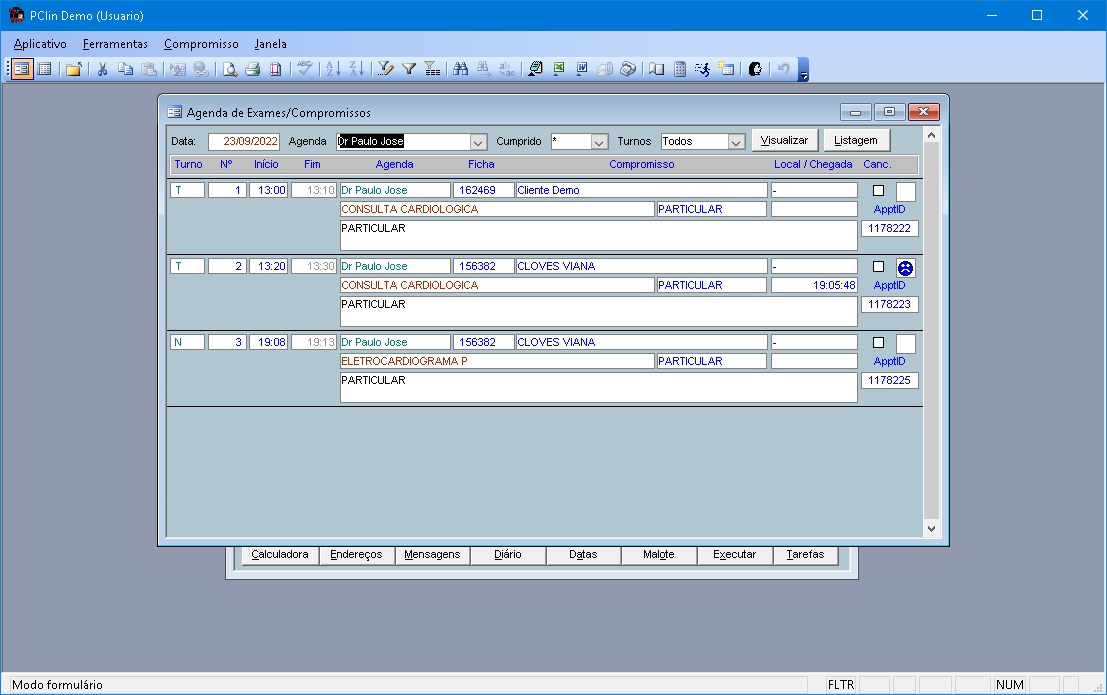 PClin Demo (Usuario)
Aplicativo Ferramentas Compromisso Janela
Agenda de Exames/Compromissos
Data: 23/09/2022 Agenda Dr Paulo Jose Cumprido * Turnos Todos Visualizar Listagem
Turno Nº Início Fim Agenda Ficha Compromisso Local / Chegada Canc.
T 1 13:00 13:10 Dr Paulo Jose 162469 Cliente Demo -
CONSULTA CARDIOLOGICA PARTICULAR ApptID
PARTICULAR 1178222
T 2 13:20 13:30 Dr Paulo Jose 156382 CLOVES VIANA -
CONSULTA CARDIOLOGICA PARTICULAR 19:05:48 ApptID
PARTICULAR 1178223
N 3 19:08 19:13 Dr Paulo Jose 156382 CLOVES VIANA -
ELETROCARDIOGRAMA P PARTICULAR ApptID
PARTICULAR 1178225
Calculadora Endereços Mensagens Diário Datas Malote Executar Tarefas
Modo formulário FLTR NUM